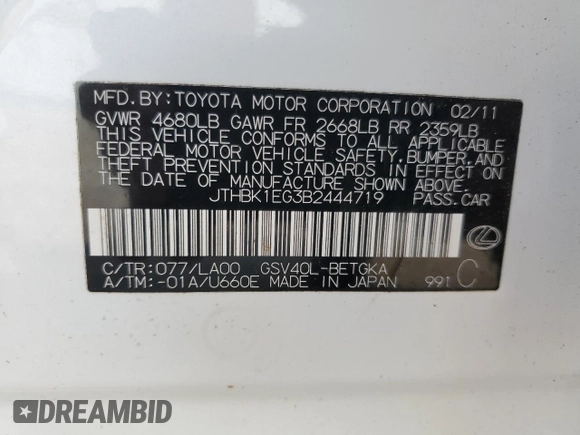 MFD. BY: TOYOTA MOTOR CORPORATION 02/11
GVWR 4680LB GAWR FR 2668LB RR 2359LB
THIS VEHICLE CONFORMS TO ALL APPLICABLE
FEDERAL MOTOR VEHICLE SAFETY, BUMPER, AND
THEFT PREVENTION STANDARDS IN EFFECT ON
THE DATE OF MANUFACTURE SHOWN ABOVE.
JTHBK1EG3B2444719 PASS.CAR
C/TR: 077/LA00 GSV40L-BETGKA C
A/TM: -01A/U660E MADE IN JAPAN 991
DREAMBID